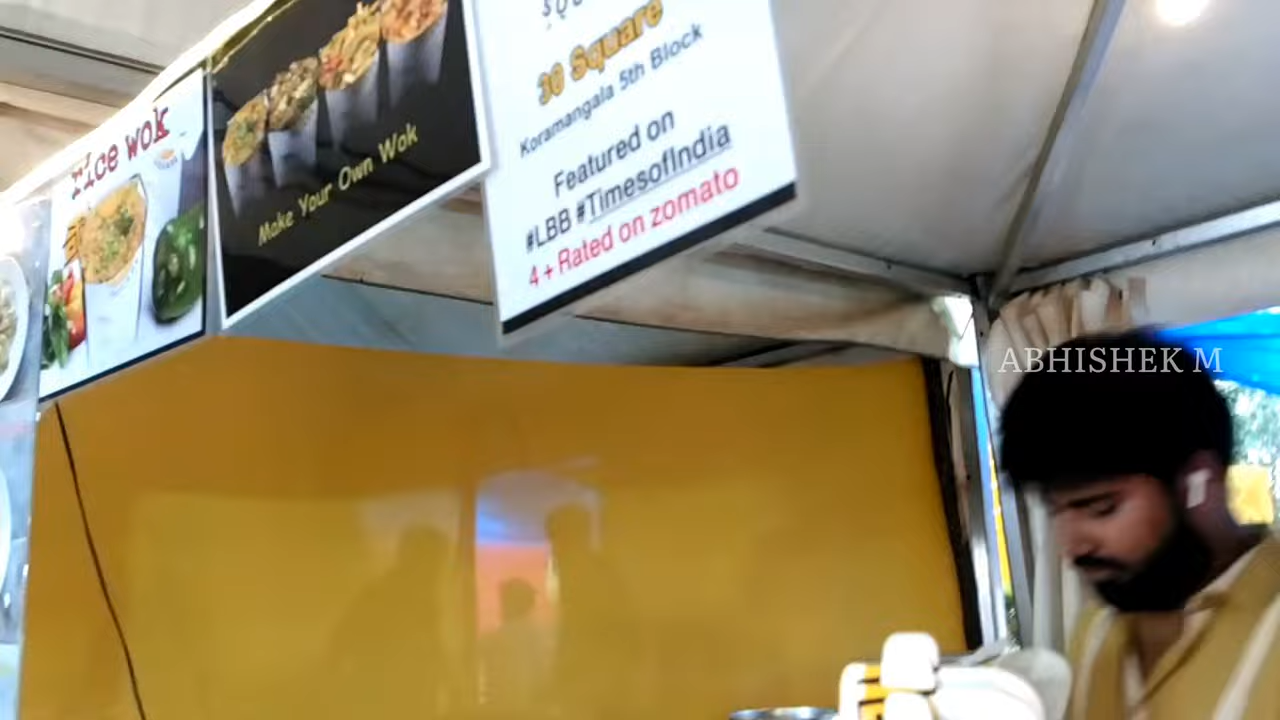 rice wok
Make Your Own Wok
30 Square
Koramangala 5th Block
Featured on
#LBB #TimesofIndia
4+ Rated on zomato
ABHISHEK M